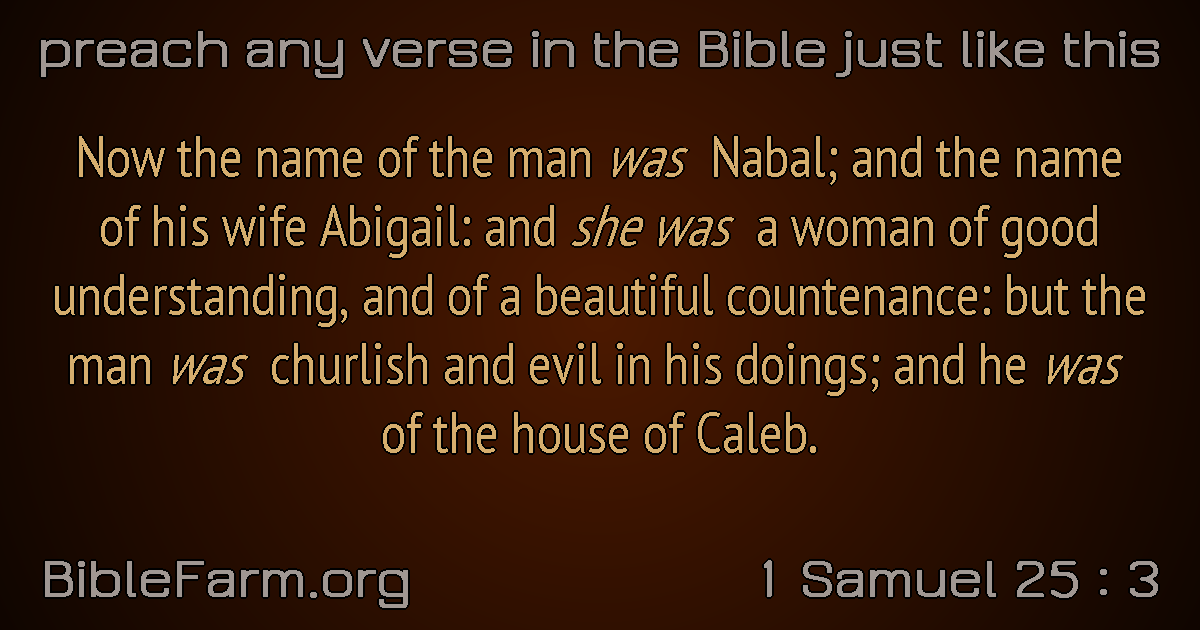 preach any verse in the Bible just like this
Now the name of the man was Nabal; and the name
of his wife Abigail: and she was a woman of good
understanding, and of a beautiful countenance: but the
man was churlish and evil in his doings; and he was
of the house of Caleb.
BibleFarm.org
1 Samuel 25 : 3